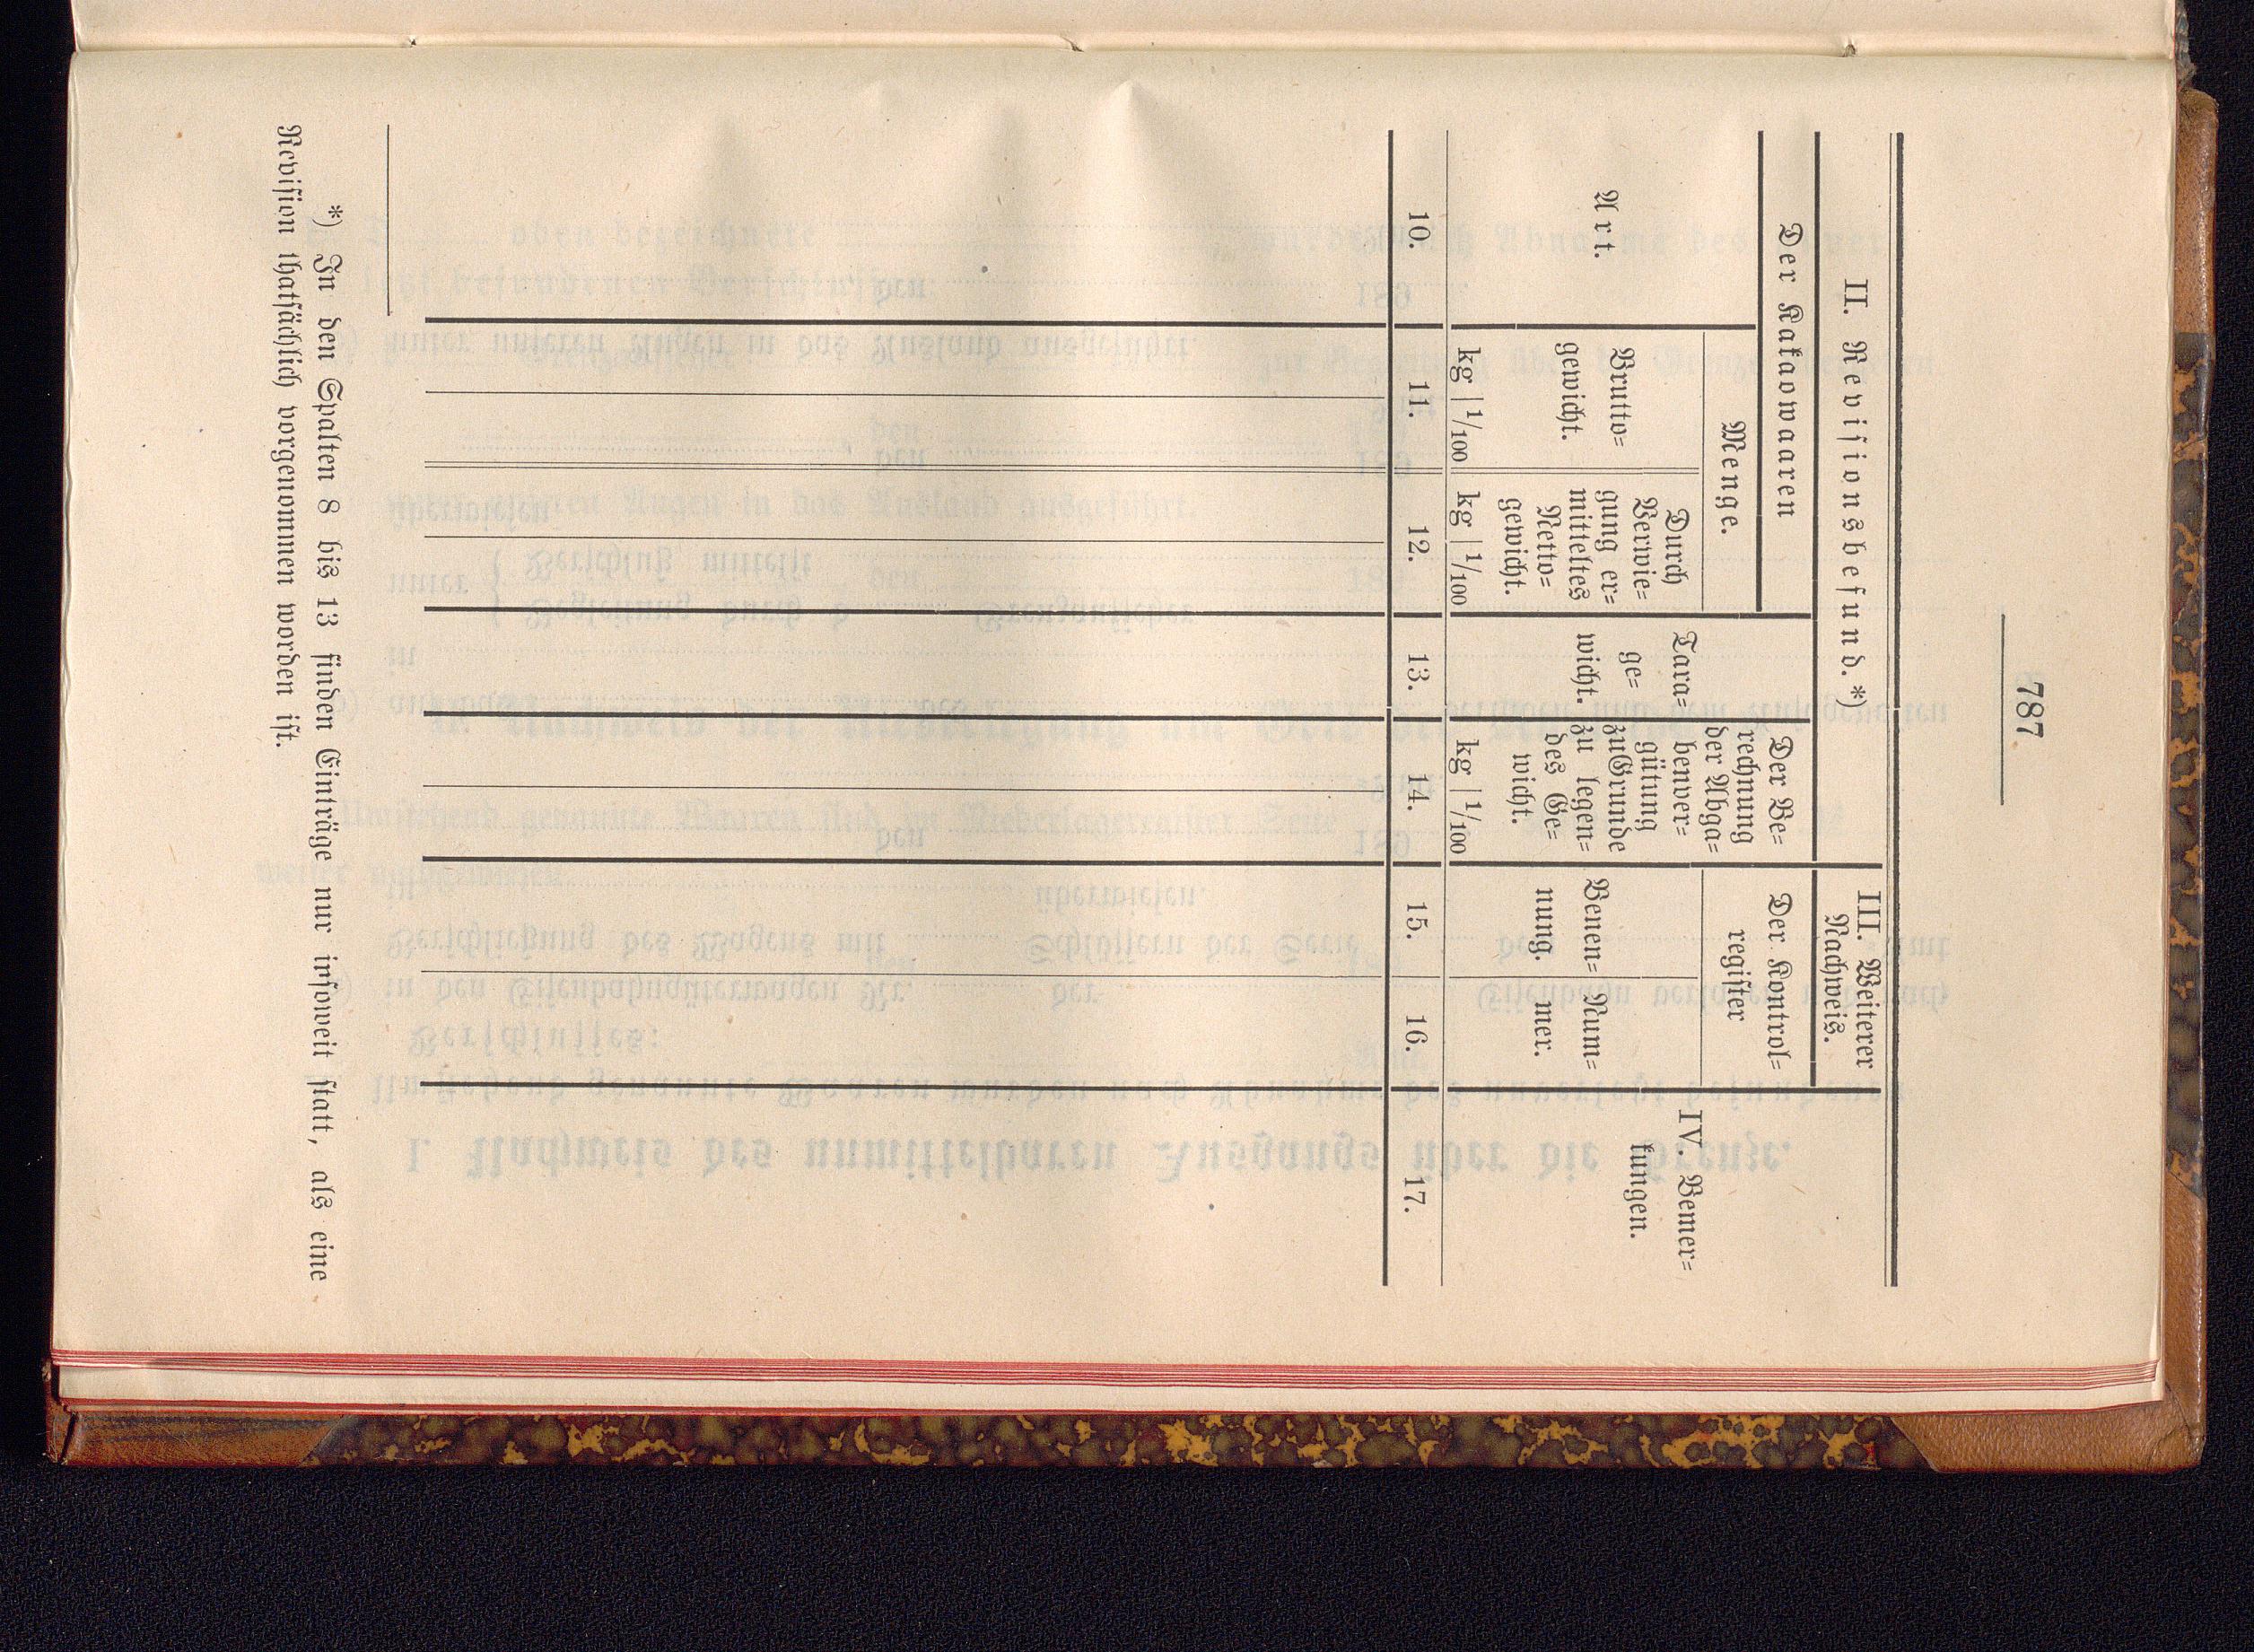 787
II. Revisionsbefund.*)
III. Weiterer
Nachweis.
IV. Bemer-
kungen.
Der Kakaowaaren
Der Be-
rechnung
der Abga-
benver-
gütung
zu Grunde
zu legen-
des Ge-
wicht.
Der Kontrol-
register
Art.
Menge.
Brutto-
gewicht.
Durch
Verwie-
gung er-
mitteltes
Netto-
gewicht.
Tara-
ge-
wicht.
Benen-
nung.
Num-
mer.
kg | 1/100 kg | 1/100 kg | 1/100
10. 11. 12. 13. 14. 15. 16. 17.
*) In den Spalten 8 bis 13 finden Einträge nur insoweit statt, als eine
Revision thatsächlich vorgenommen worden ist.